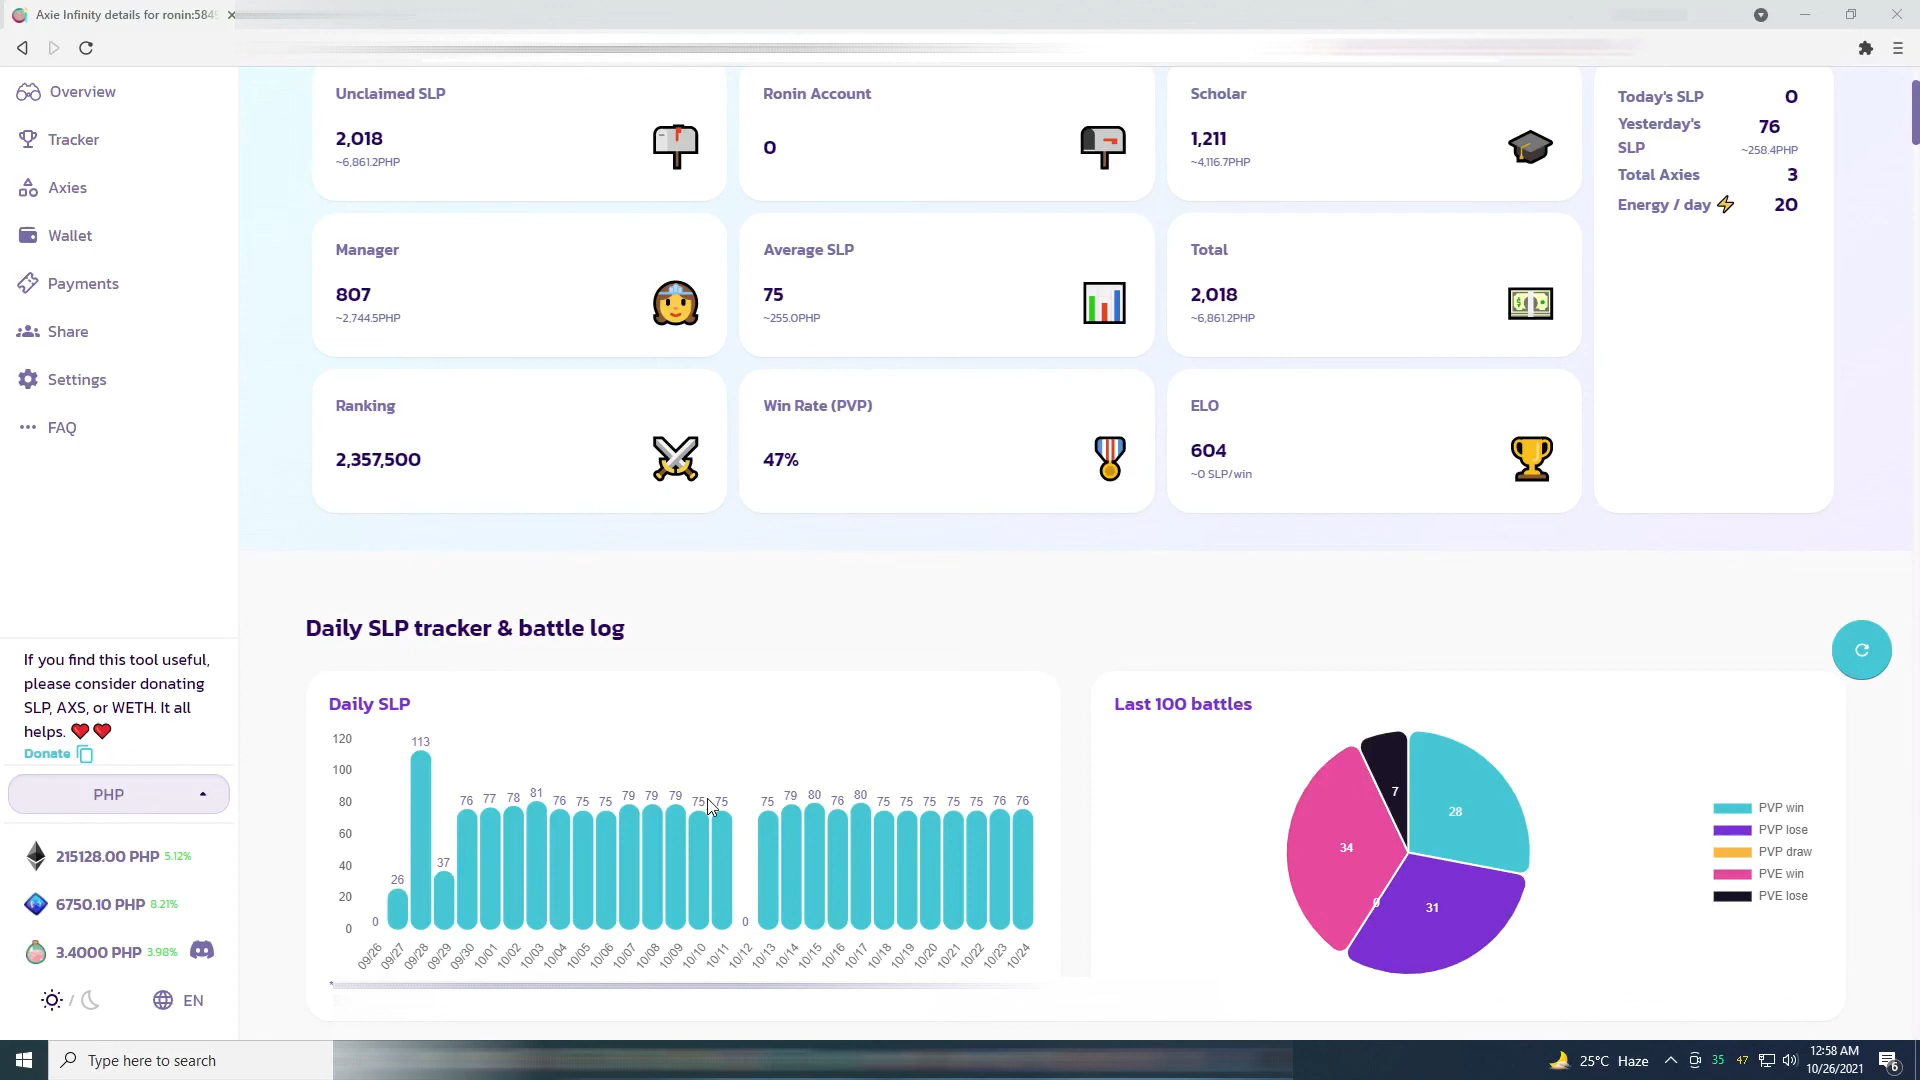 Axie Infinity details for ronin:584
Overview
Tracker
Axies
Wallet
Payments
Share
Settings
FAQ
If you find this tool useful,
please consider donating
SLP, AXS, or WETH. It all
helps.
Donate
PHP
215128.00 PHP 5.12%
6750.10 PHP 8.21%
3.4000 PHP 3.98%
/
EN
Unclaimed SLP
2,018
~6,861.2PHP
Ronin Account
0
Scholar
1,211
~4,116.7PHP
Today's SLP 0
Yesterday's SLP 76
~258.4PHP
Total Axies 3
Energy / day 20
Manager
807
~2,744.5PHP
Average SLP
75
~255.0PHP
Total
2,018
~6,861.2PHP
Ranking
2,357,500
Win Rate (PVP)
47%
ELO
604
~0 SLP/win
Daily SLP tracker & battle log
Daily SLP
120
100
80
60
40
20
0
0 26 113 37 76 77 78 81 76 75 75 79 79 79 75 75 0 75 79 80 76 80 75 75 75 75 75 76 76
09/26 09/27 09/28 09/29 09/30 10/01 10/02 10/03 10/04 10/05 10/06 10/07 10/08 10/09 10/10 10/11 10/12 10/13 10/14 10/15 10/16 10/17 10/18 10/19 10/20 10/21 10/22 10/23 10/24
Last 100 battles
7
28
34
0
31
PVP win
PVP lose
PVP draw
PVE win
PVE lose
Type here to search
25°C Haze
35
47
12:58 AM
10/26/2021
6